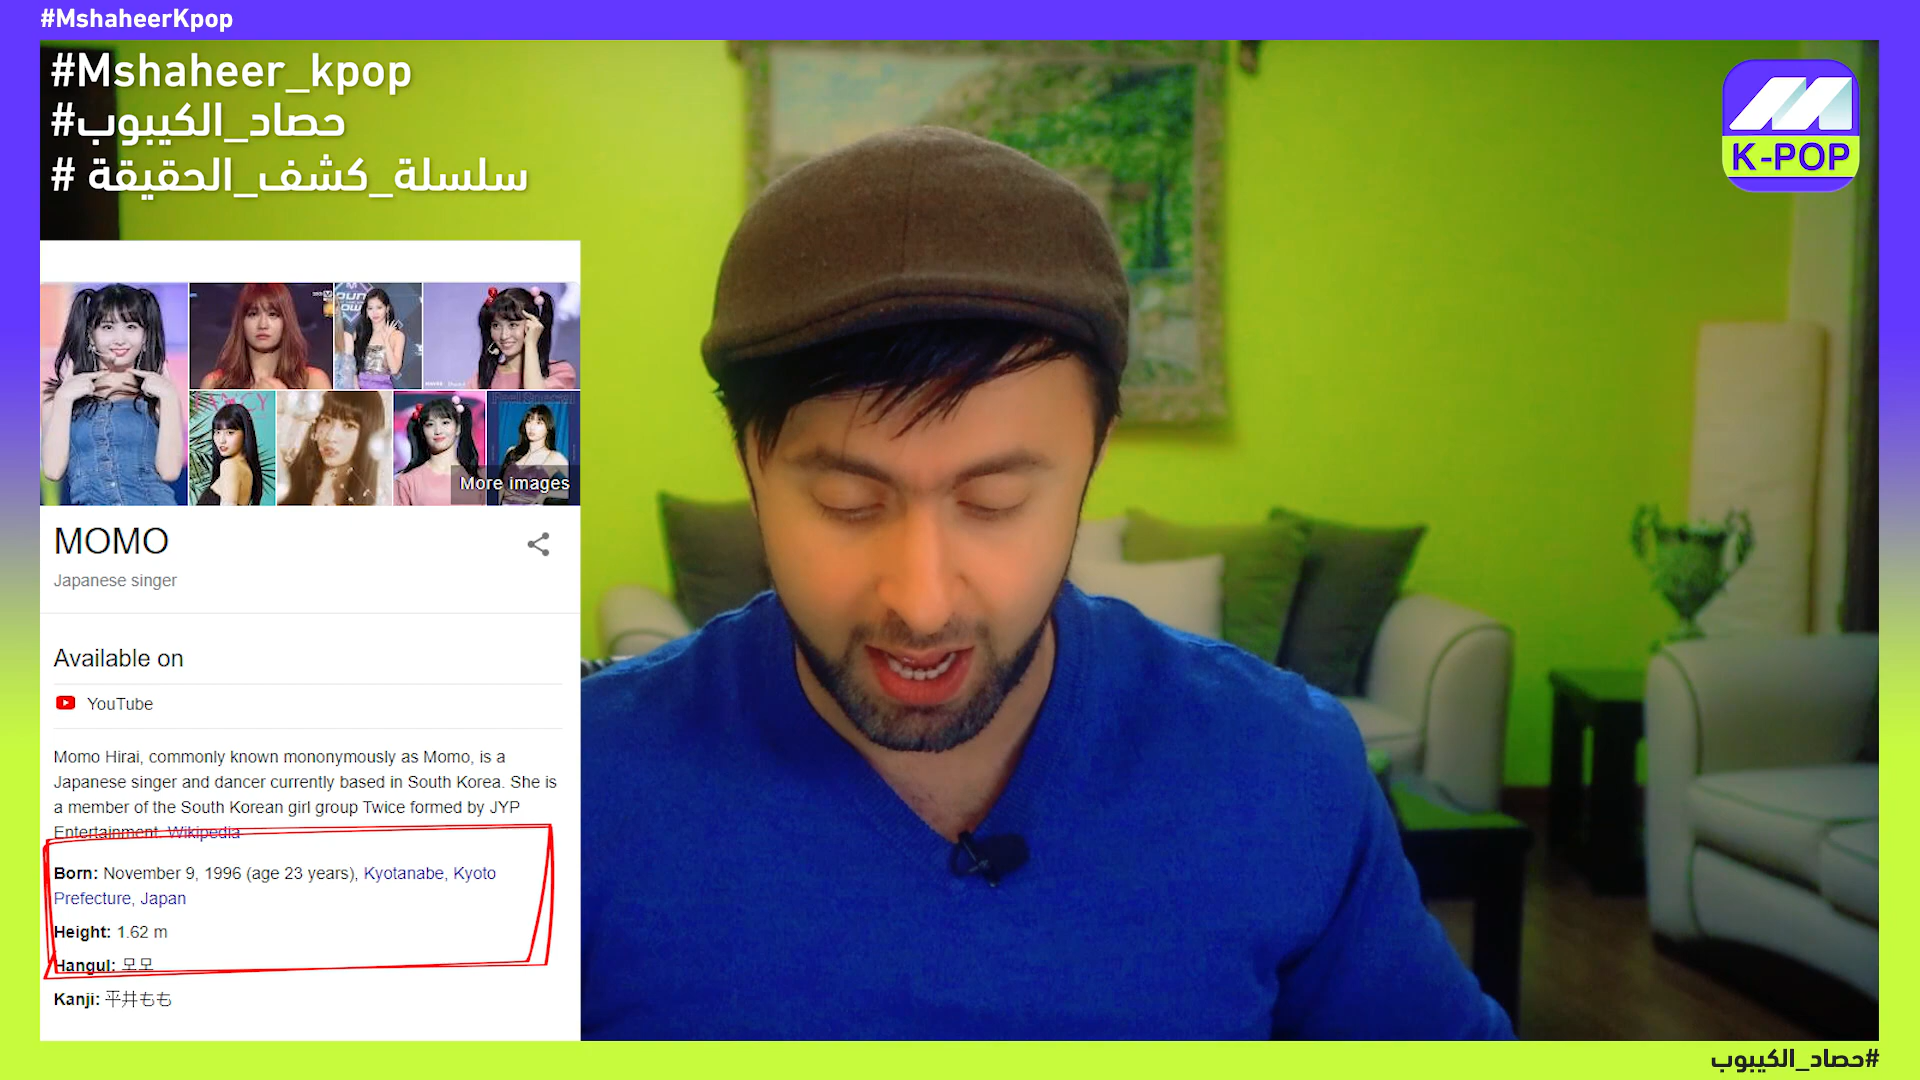 #MshaheerKpop
#Mshaheer_kpop
#حصاد_الكيبوب
# سلسلة_كشف_الحقيقة
K-POP
FANCY
Feel Special
More images
MOMO
Japanese singer
Available on
YouTube
Momo Hirai, commonly known mononymously as Momo, is a
Japanese singer and dancer currently based in South Korea. She is
a member of the South Korean girl group Twice formed by JYP
Entertainment. Wikipedia
Born: November 9, 1996 (age 23 years), Kyotanabe, Kyoto
Prefecture, Japan
Height: 1.62 m
Hangul: 모모
Kanji: 平井もも
#حصاد_الكيبوب